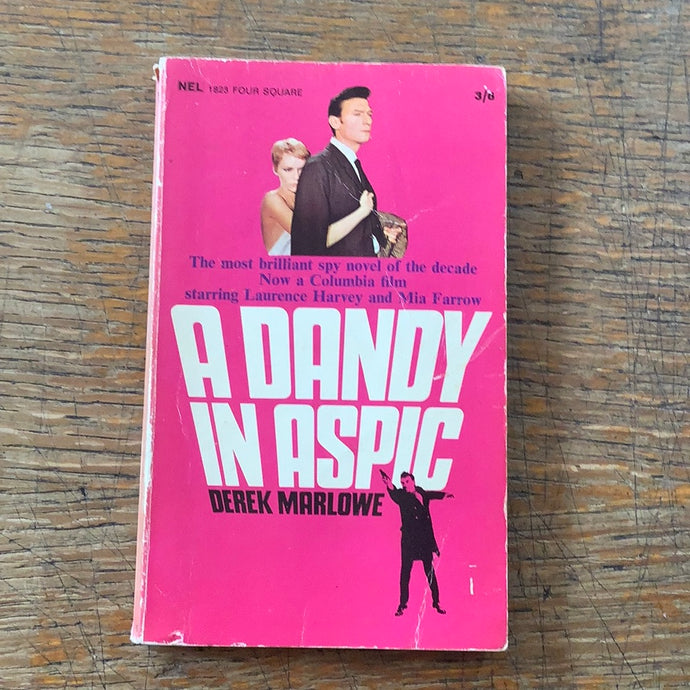 NEL 1823 FOUR SQUARE
3/6
The most brilliant spy novel of the decade
Now a Columbia film
starring Laurence Harvey and Mia Farrow
A DANDY
IN ASPIC
DEREK MARLOWE